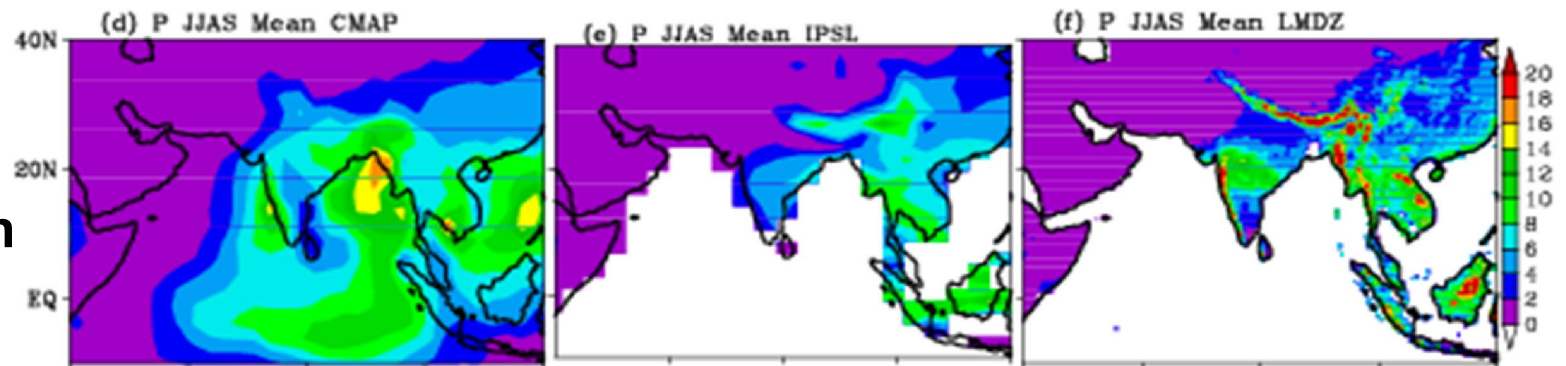 (d) P JJAS Mean CMAP
(e) P JJAS Mean IPSL
(f) P JJAS Mean LMDZ
40N
20N
EQ
n
20
18
16
14
12
10
8
6
4
2
0